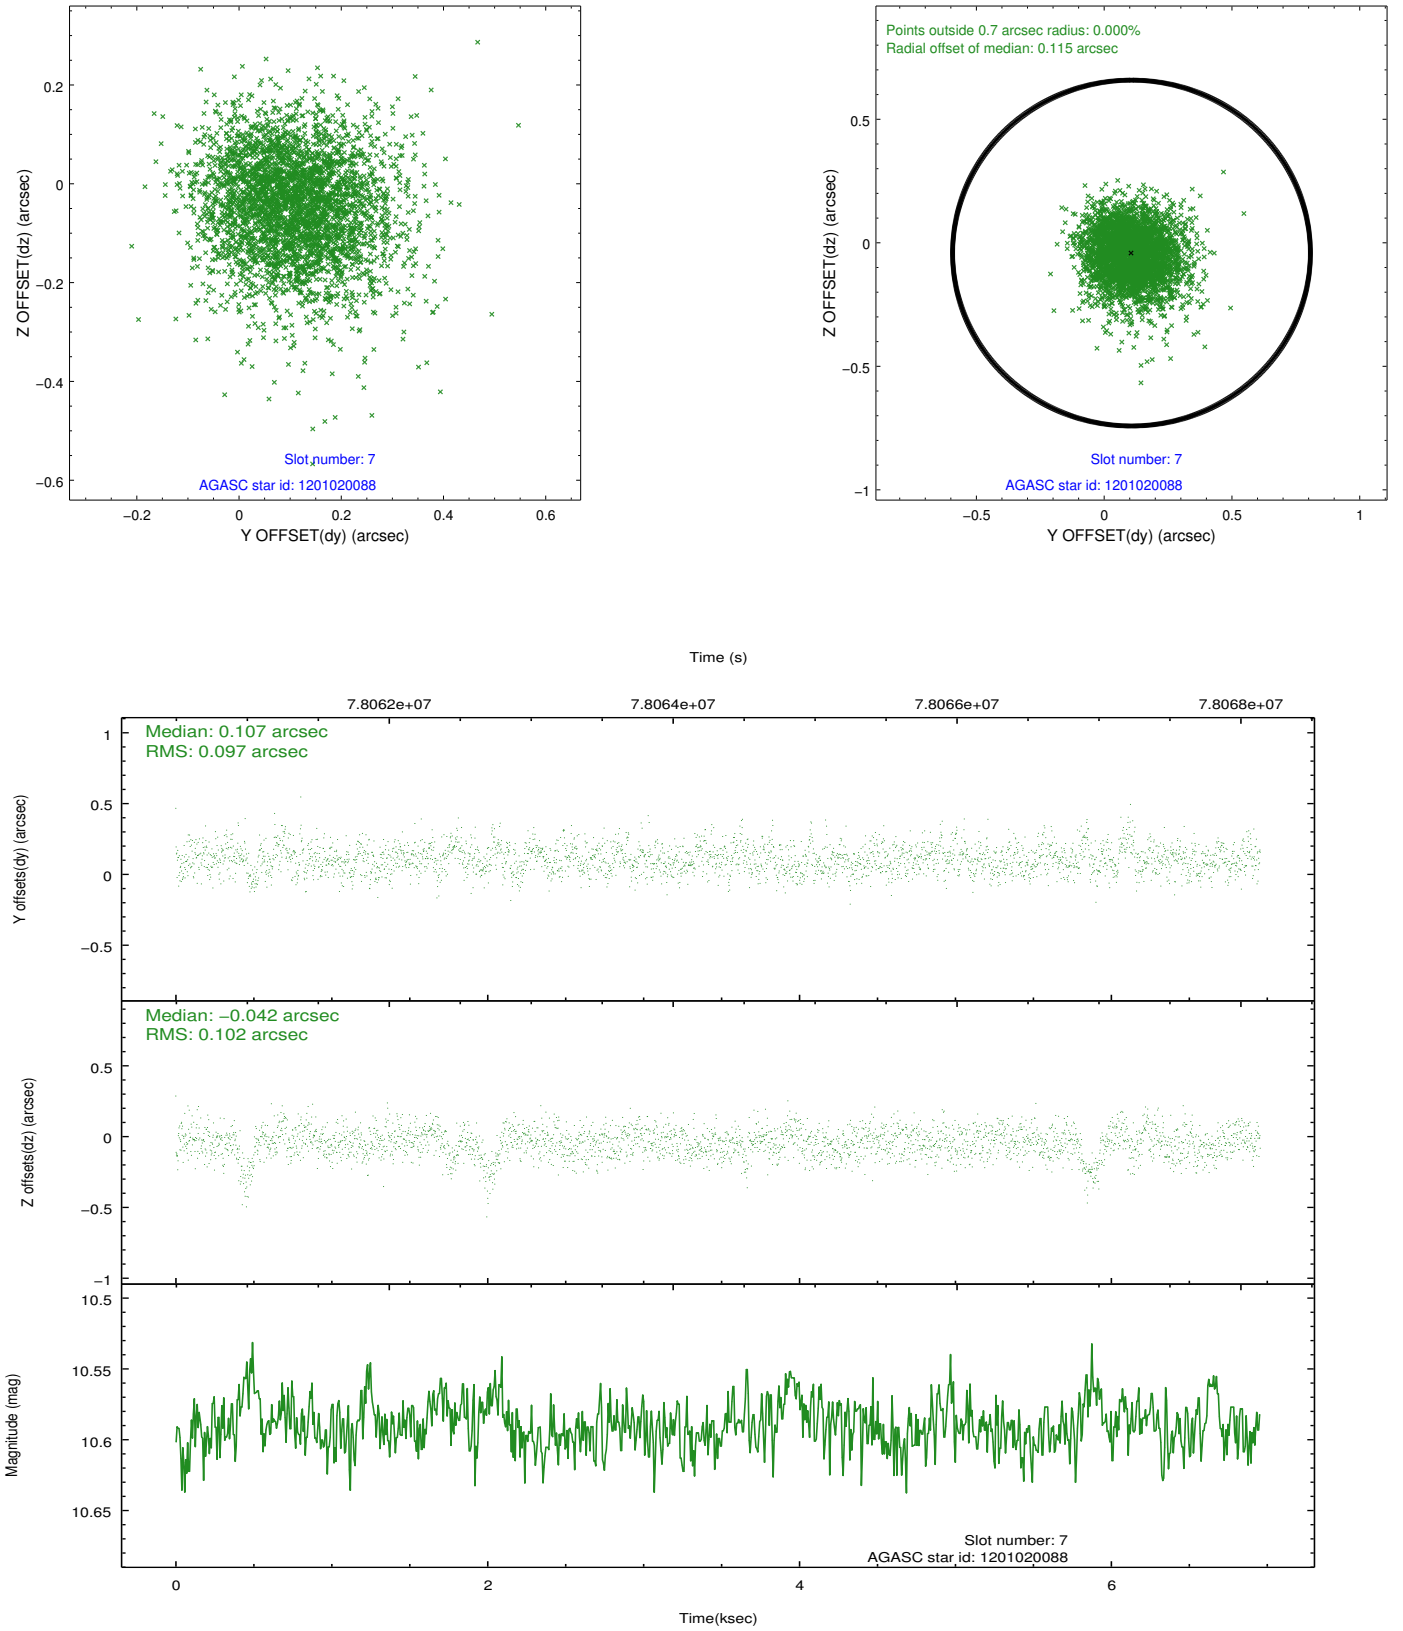 0.2
0
−0.2
−0.4
−0.6
Z OFFSET(dz) (arcsec)
Slot number: 7
AGASC star id: 1201020088
−0.2
0
0.2
0.4
0.6
Y OFFSET(dy) (arcsec)
Points outside 0.7 arcsec radius: 0.000%
Radial offset of median: 0.115 arcsec
0.5
0
−0.5
−1
Z OFFSET(dz) (arcsec)
Slot number: 7
AGASC star id: 1201020088
−0.5
0
0.5
1
Y OFFSET(dy) (arcsec)
Time (s)
7.8062e+07
7.8064e+07
7.8066e+07
7.8068e+07
Median: 0.107 arcsec
RMS: 0.097 arcsec
1
0.5
0
−0.5
Y offsets(dy) (arcsec)
Median: −0.042 arcsec
RMS: 0.102 arcsec
0.5
0
−0.5
−1
Z offsets(dz) (arcsec)
10.5
10.55
10.6
10.65
Magnitude (mag)
Slot number: 7
AGASC star id: 1201020088
0
2
4
6
Time(ksec)